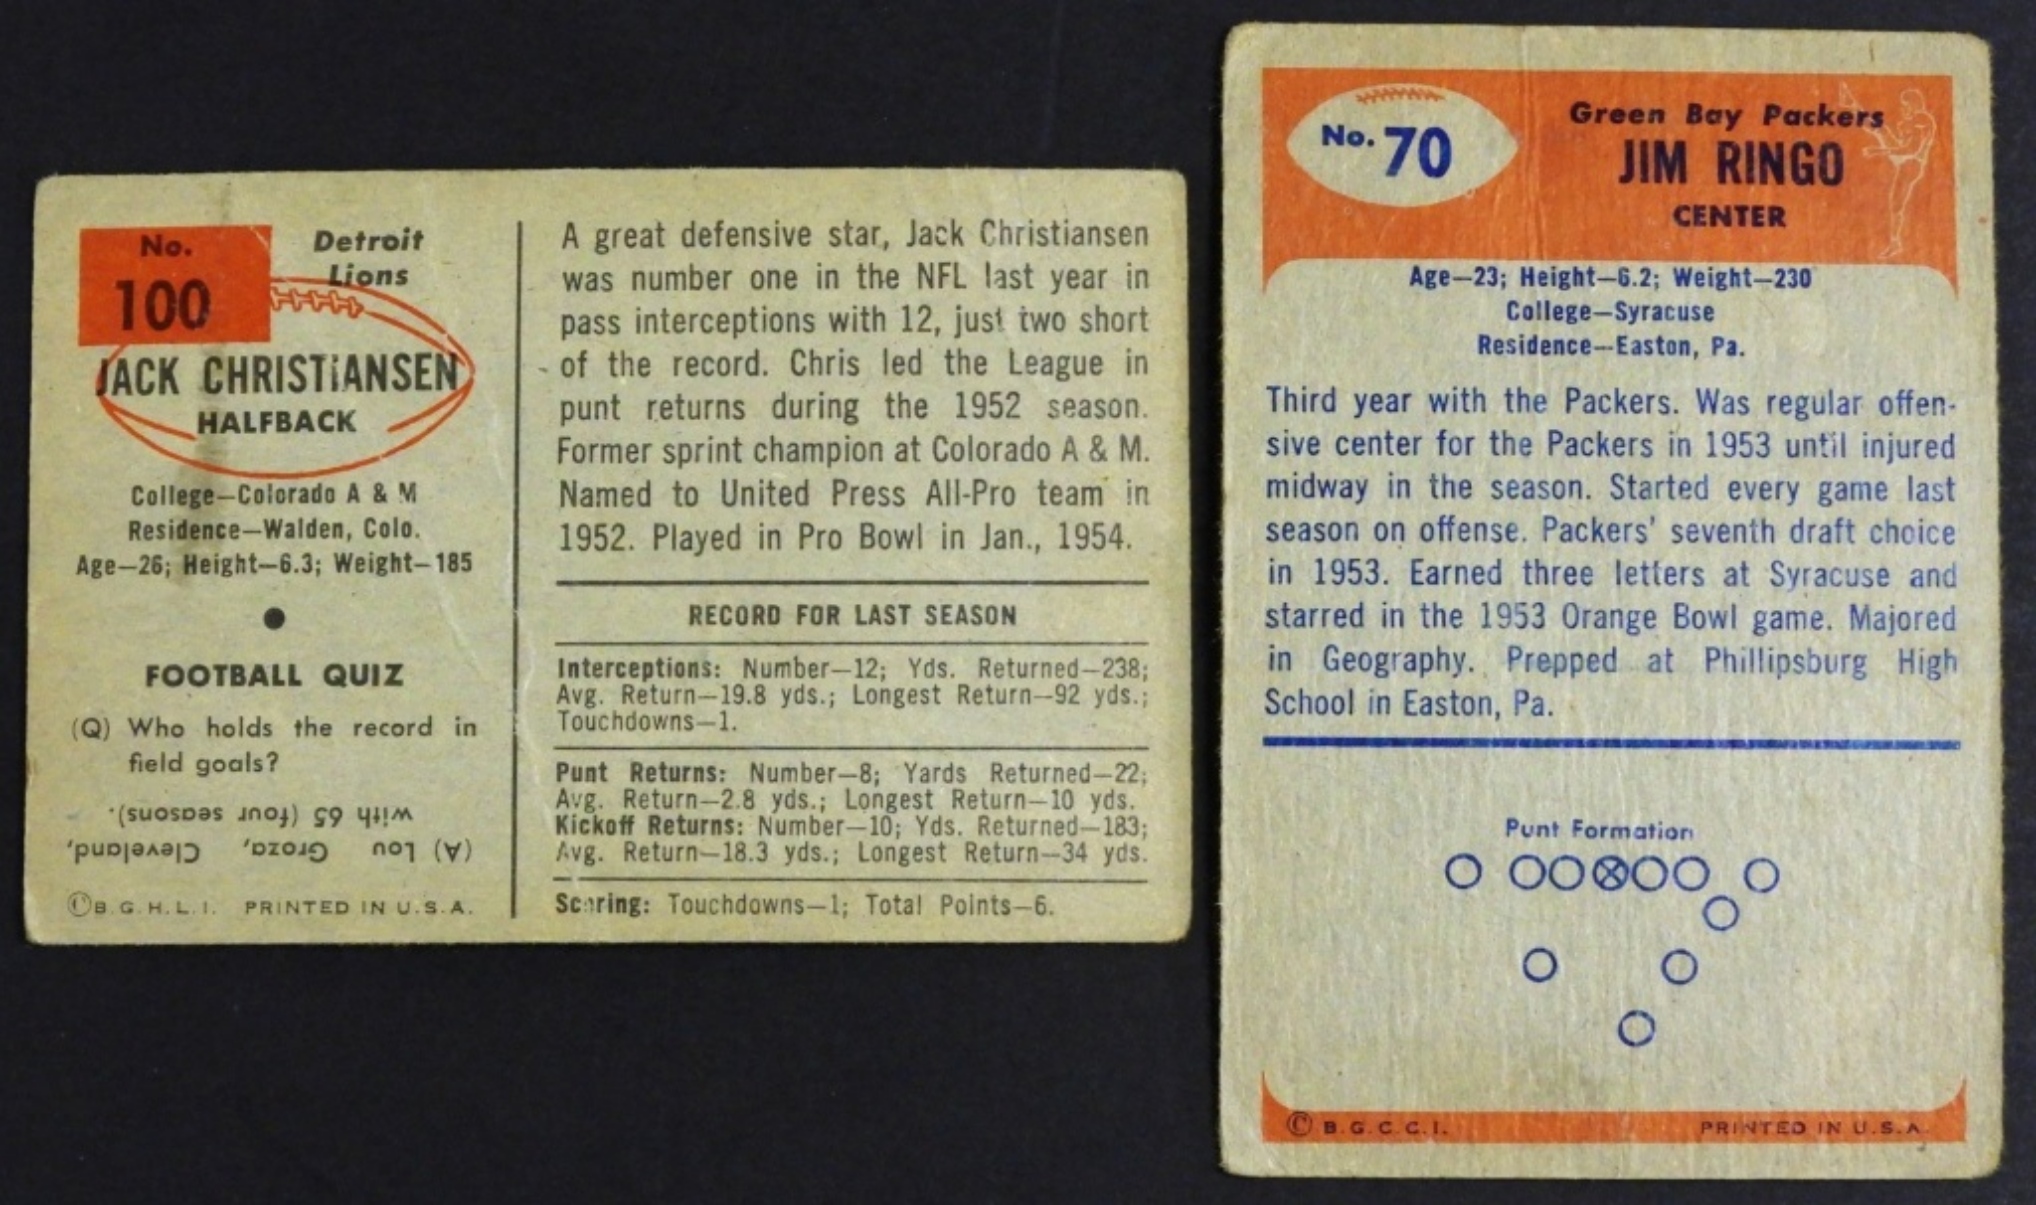 No.
100
Detroit
Lions
JACK CHRISTIANSEN
HALFBACK
College—Colorado A & M
Residence—Walden, Colo.
Age—26; Height—6.3; Weight—185
FOOTBALL QUIZ
(Q) Who holds the record in
field goals?
(A) Lou Groza, Cleveland,
with 65 (four seasons).
©B.G.H.L.I. PRINTED IN U.S.A.
A great defensive star, Jack Christiansen
was number one in the NFL last year in
pass interceptions with 12, just two short
of the record. Chris led the League in
punt returns during the 1952 season.
Former sprint champion at Colorado A & M.
Named to United Press All-Pro team in
1952. Played in Pro Bowl in Jan., 1954.
RECORD FOR LAST SEASON
Interceptions: Number—12; Yds. Returned—238;
Avg. Return—19.8 yds.; Longest Return—92 yds.;
Touchdowns—1.
Punt Returns: Number—8; Yards Returned—22;
Avg. Return—2.8 yds.; Longest Return—10 yds.
Kickoff Returns: Number—10; Yds. Returned—183;
Avg. Return—18.3 yds.; Longest Return—34 yds.
Scoring: Touchdowns—1; Total Points—6.
No. 70
Green Bay Packers
JIM RINGO
CENTER
Age—23; Height—6.2; Weight—230
College—Syracuse
Residence—Easton, Pa.
Third year with the Packers. Was regular offen-
sive center for the Packers in 1953 until injured
midway in the season. Started every game last
season on offense. Packers' seventh draft choice
in 1953. Earned three letters at Syracuse and
starred in the 1953 Orange Bowl game. Majored
in Geography. Prepped at Phillipsburg High
School in Easton, Pa.
Punt Formation
© B.G.C.C.I. PRINTED IN U.S.A.